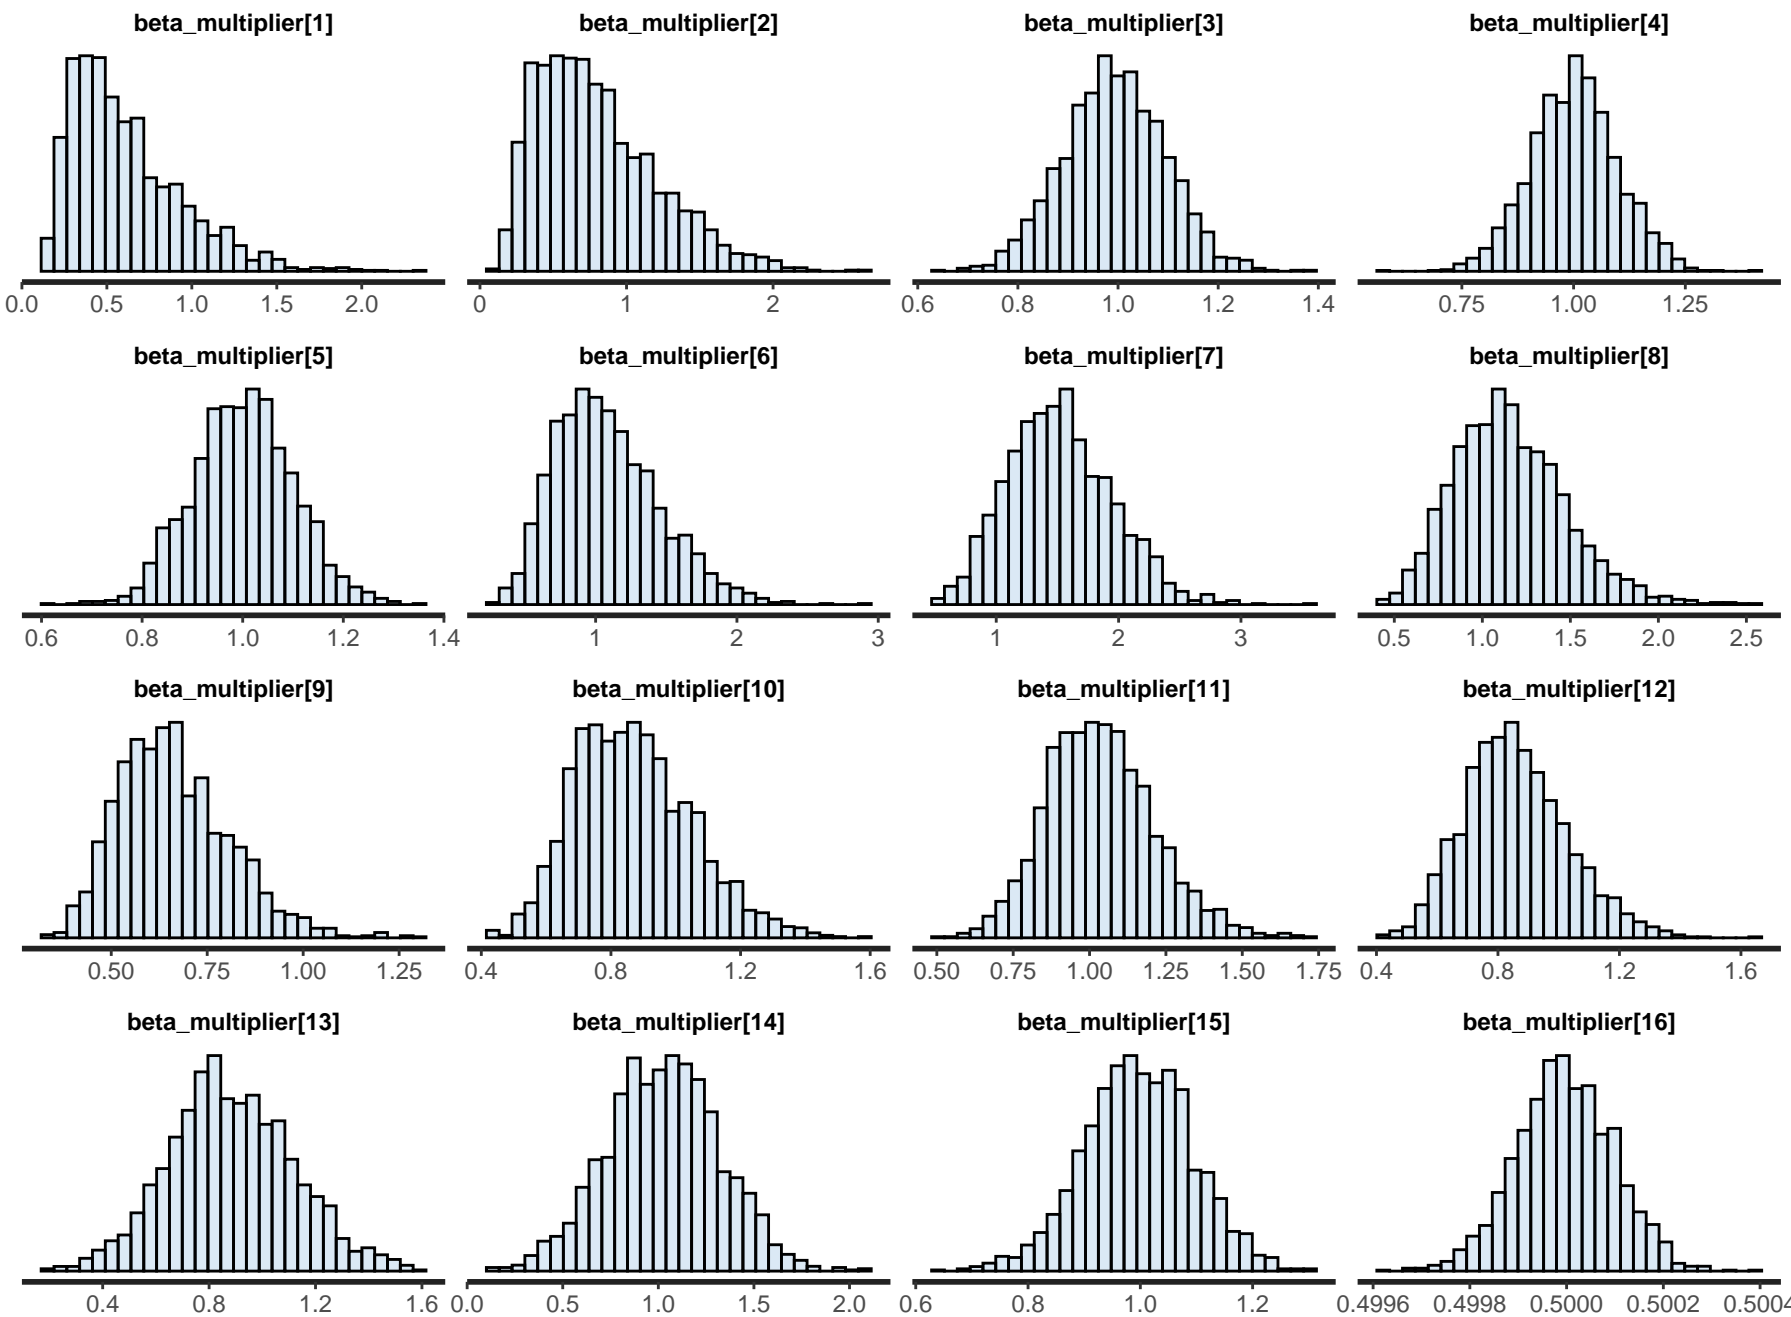 beta_multiplier[1] beta_multiplier[2] beta_multiplier[3] beta_multiplier[4]
0.0 0.5 1.0 1.5 2.0 0 1 2 0.6 0.8 1.0 1.2 1.4 0.75 1.00 1.25
beta_multiplier[5] beta_multiplier[6] beta_multiplier[7] beta_multiplier[8]
0.6 0.8 1.0 1.2 1.4 1 2 3 1 2 3 0.5 1.0 1.5 2.0 2.5
beta_multiplier[9] beta_multiplier[10] beta_multiplier[11] beta_multiplier[12]
0.50 0.75 1.00 1.25 0.4 0.8 1.2 1.6 0.50 0.75 1.00 1.25 1.50 1.75 0.4 0.8 1.2 1.6
beta_multiplier[13] beta_multiplier[14] beta_multiplier[15] beta_multiplier[16]
0.4 0.8 1.2 1.6 0.0 0.5 1.0 1.5 2.0 0.6 0.8 1.0 1.2 0.4996 0.4998 0.5000 0.5002 0.5004